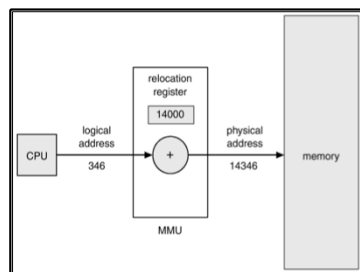 relocation
register
14000
logical
address
346
CPU
+
physical
address
14346
memory
MMU